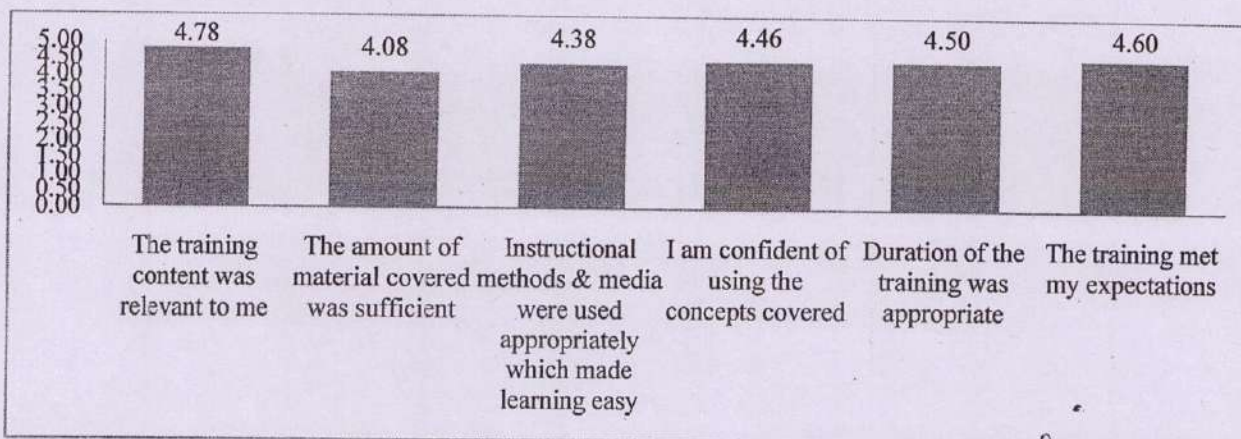 4.78
4.08
4.38
4.46
4.50
4.60
5.00
4.50
4.00
3.50
3.00
2.50
2.00
1.50
1.00
0.50
0.00
The training
content was
relevant to me
The amount of
material covered
was sufficient
Instructional
methods & media
were used
appropriately
which made
learning easy
I am confident of
using the
concepts covered
Duration of the
training was
appropriate
The training met
my expectations